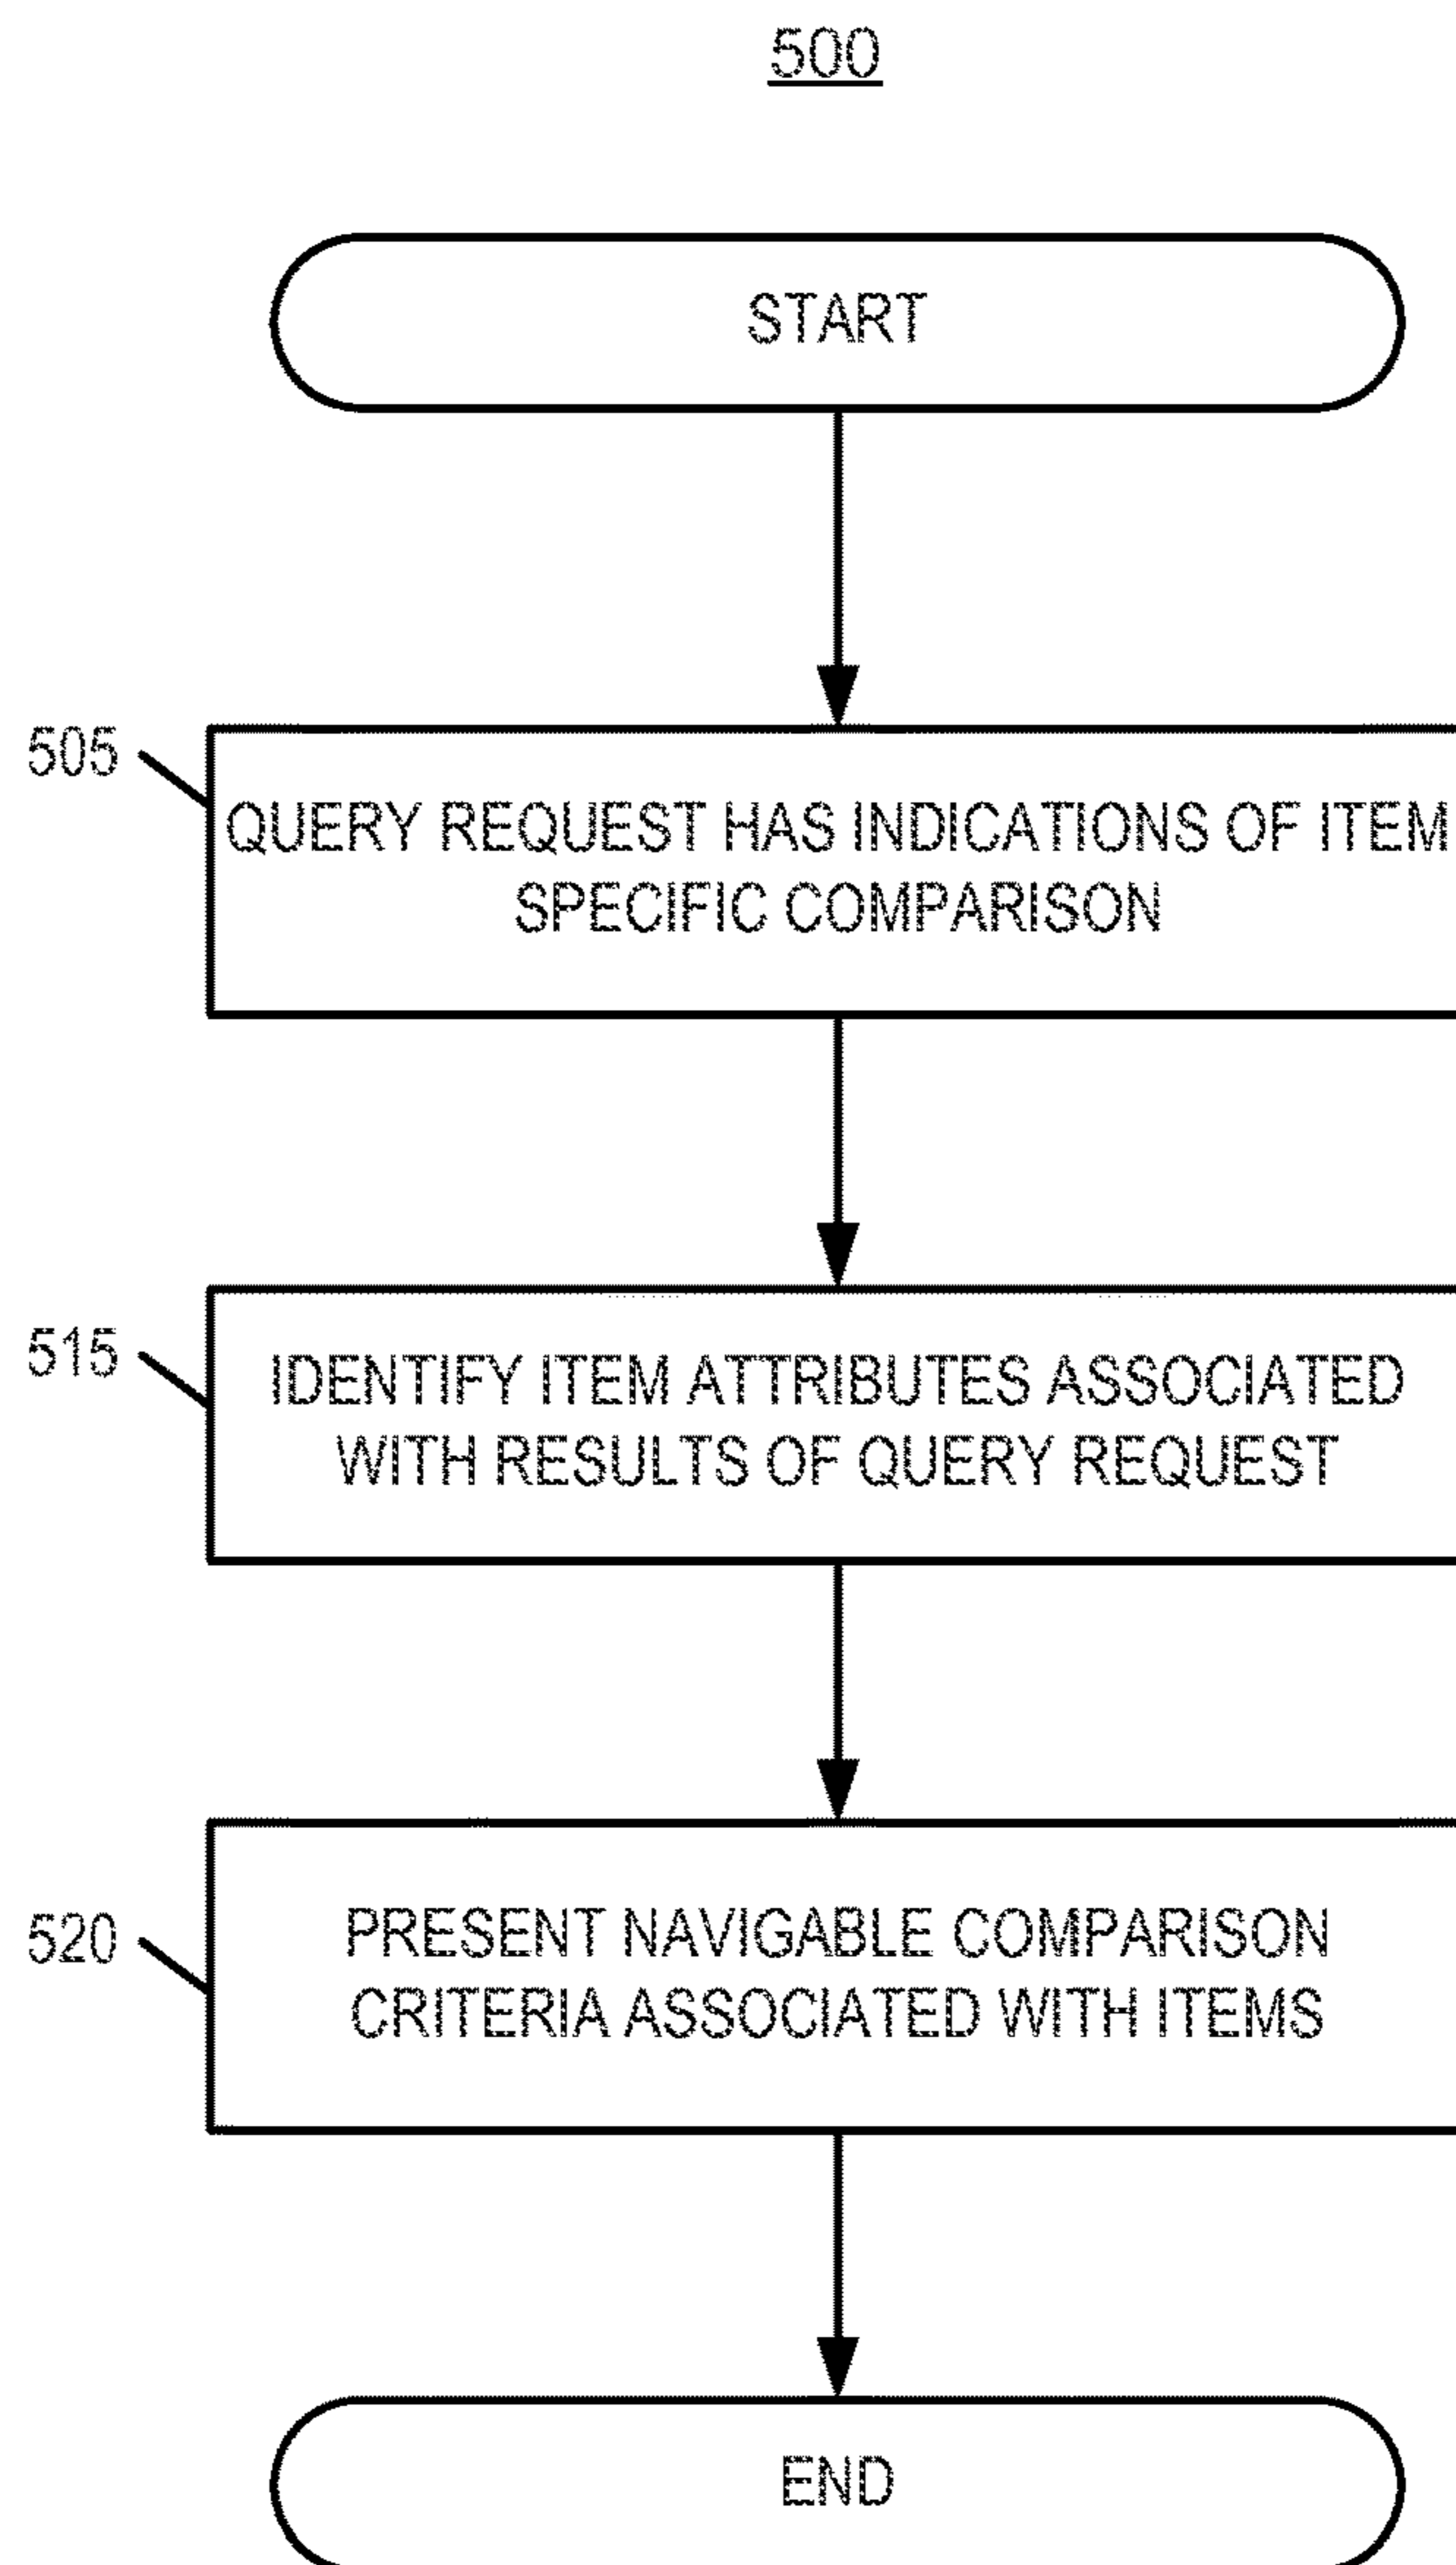 500
START
505
QUERY REQUEST HAS INDICATIONS OF ITEM
SPECIFIC COMPARISON
515
IDENTIFY ITEM ATTRIBUTES ASSOCIATED
WITH RESULTS OF QUERY REQUEST
520
PRESENT NAVIGABLE COMPARISON
CRITERIA ASSOCIATED WITH ITEMS
END